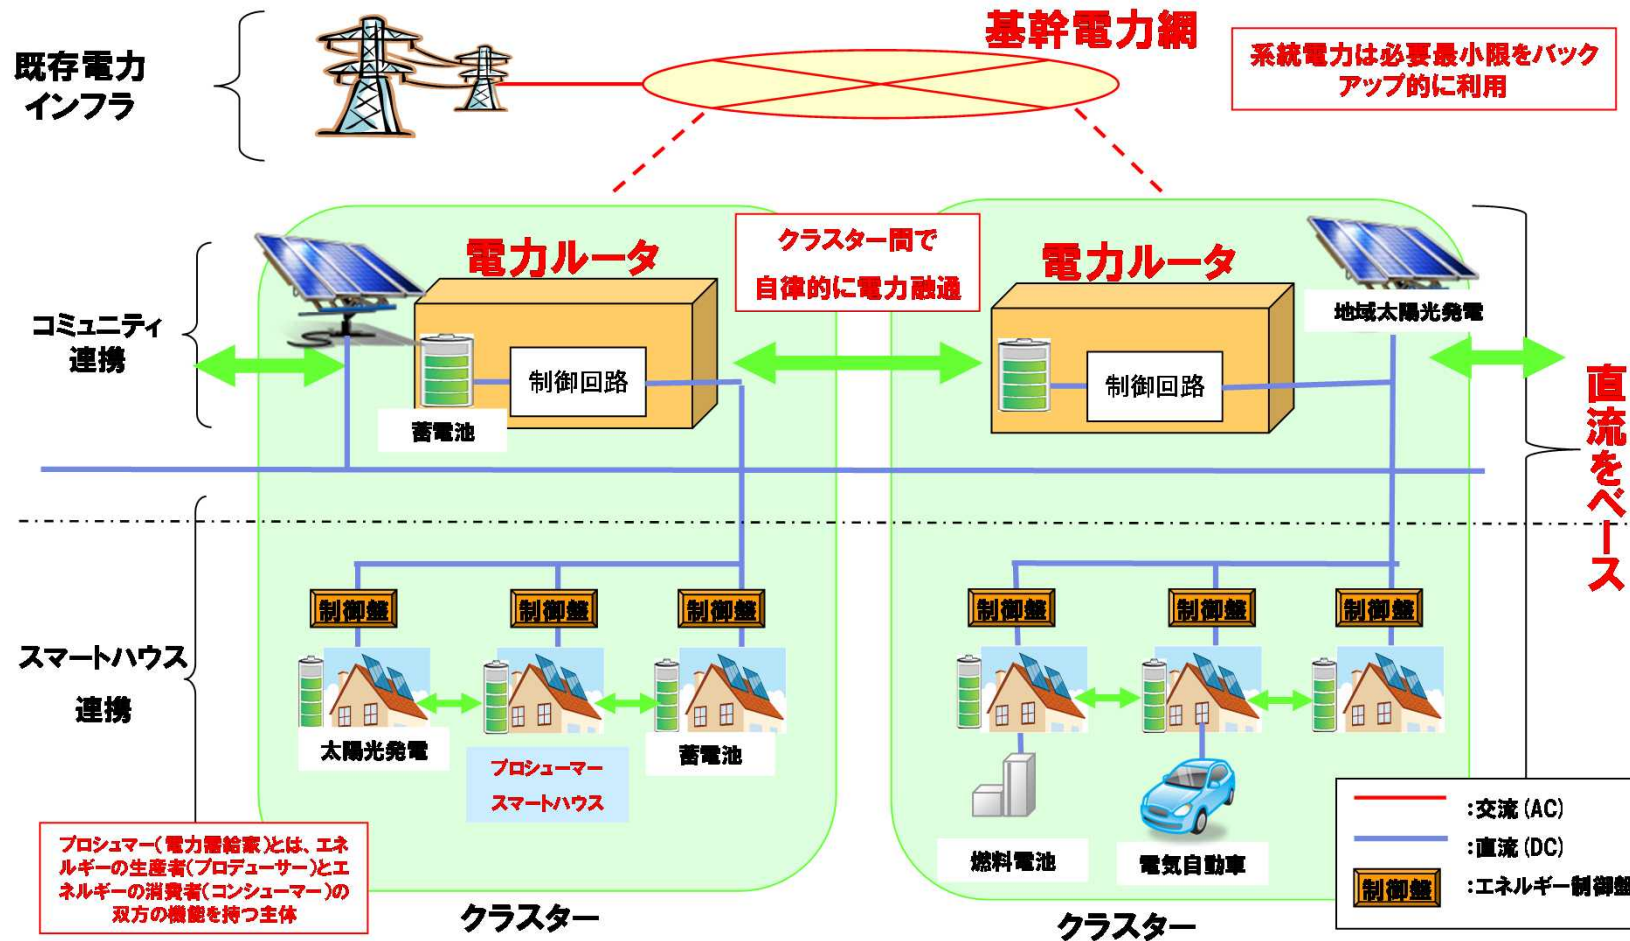 既存電力
インフラ
基幹電力網
系統電力は必要最小限をバック
アップ的に利用
コミュニティ
連携
電力ルータ
クラスター間で
自律的に電力融通
電力ルータ
地域太陽光発電
制御回路
蓄電池
制御回路
直流をベース
スマートハウス
連携
制御盤
制御盤
制御盤
制御盤
制御盤
制御盤
太陽光発電
プロシューマー
スマートハウス
蓄電池
燃料電池
電気自動車
プロシュマー(電力需給家)とは、エネ
ルギーの生産者(プロデューサー)とエ
ネルギーの消費者(コンシューマー)の
双方の機能を持つ主体
クラスター
クラスター
:交流(AC)
:直流(DC)
制御盤 :エネルギー制御盤